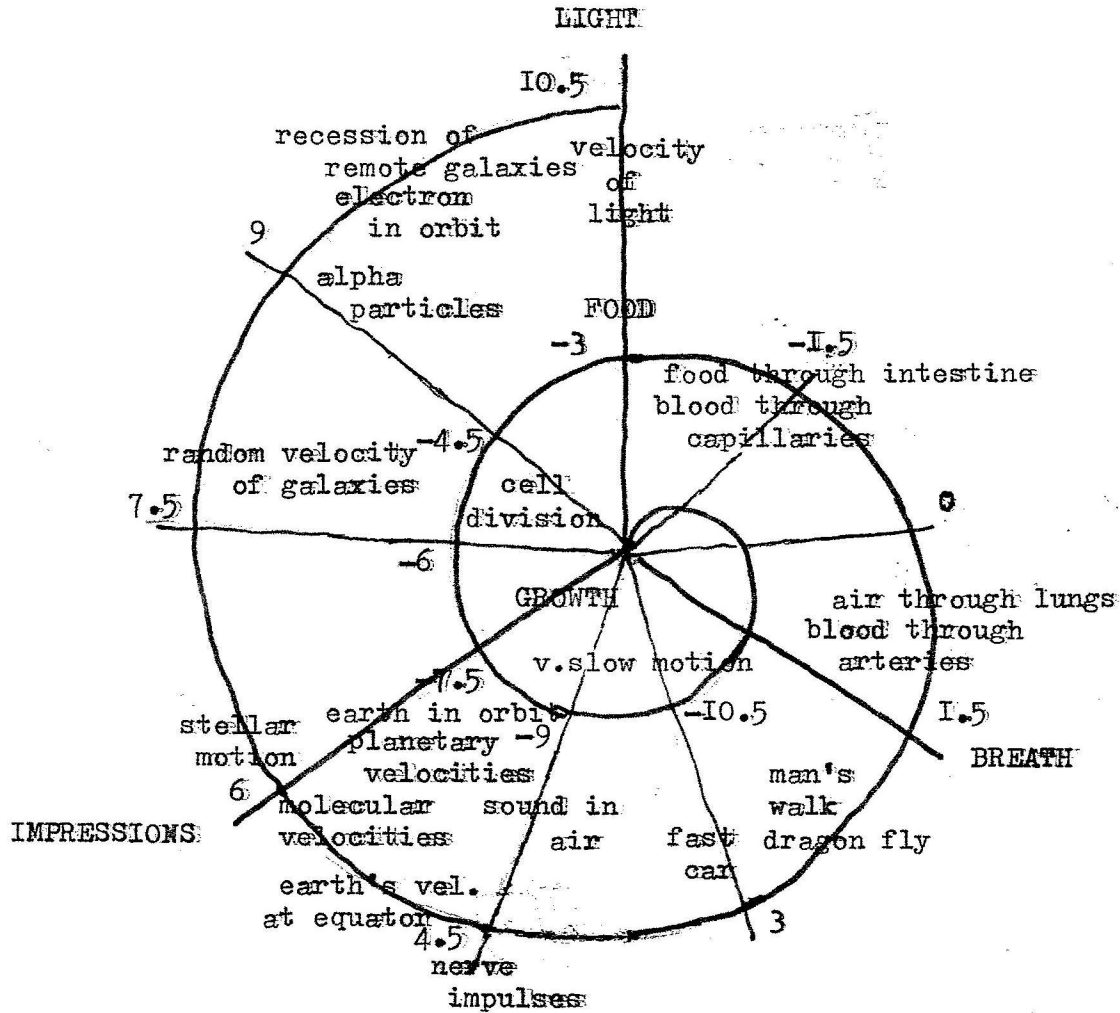 LIGHT
10.5
recession of
remote galaxies
velocity
of
light
electron
in orbit
9
alpha
particles
FOOD
-3
-1.5
food through intestine
blood through
capillaries
-4.5
random velocity
of galaxies
cell
division
7.5
0
-6
GROWTH
air through lungs
blood through
arteries
v.slow motion
-7.5
-10.5
1.5
earth in orbit
-9
planetary
velocities
stellar
motion
BREATH
6
man's
walk
molecular
velocities
sound in
air
IMPRESSIONS
fast
car
dragon fly
earth's vel.
at equator
4.5
3
nerve
impulses